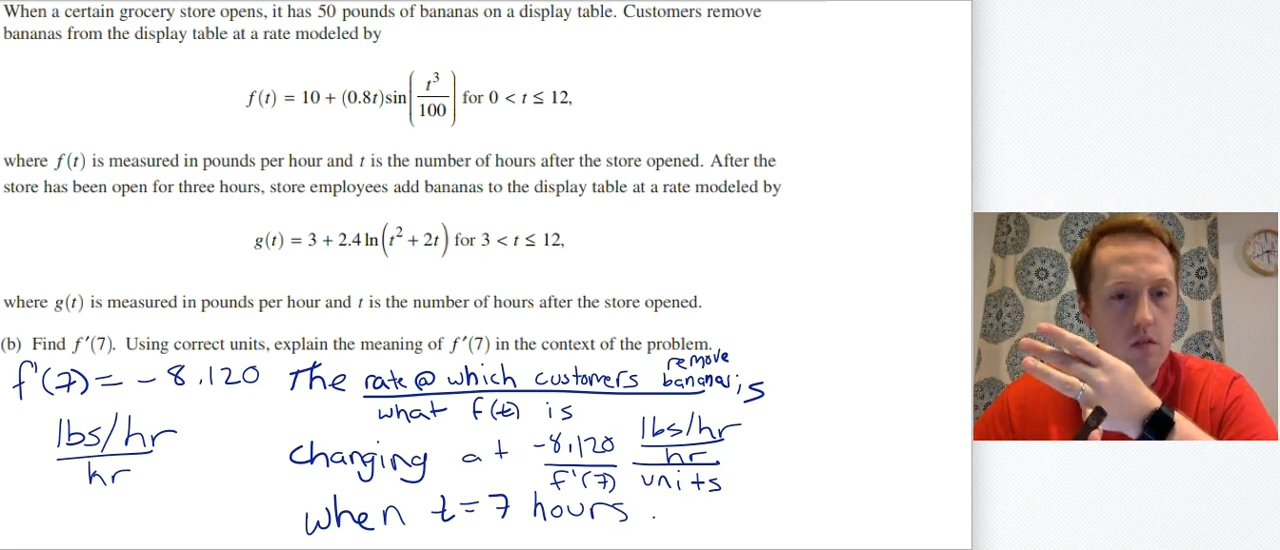 When a certain grocery store opens, it has 50 pounds of bananas on a display table. Customers remove
bananas from the display table at a rate modeled by
f(t) = 10 + (0.8t)sin(t³/100) for 0 < t ≤ 12,
where f(t) is measured in pounds per hour and t is the number of hours after the store opened. After the
store has been open for three hours, store employees add bananas to the display table at a rate modeled by
g(t) = 3 + 2.4 ln(t² + 2t) for 3 < t ≤ 12,
where g(t) is measured in pounds per hour and t is the number of hours after the store opened.
(b) Find f′(7). Using correct units, explain the meaning of f′(7) in the context of the problem.
f'(7) = -8.120
lbs/hr
hr
The rate @ which customers remove bananas is
what f(t) is
changing at -8.120 lbs/hr
hr
f'(7) units
when t=7 hours.